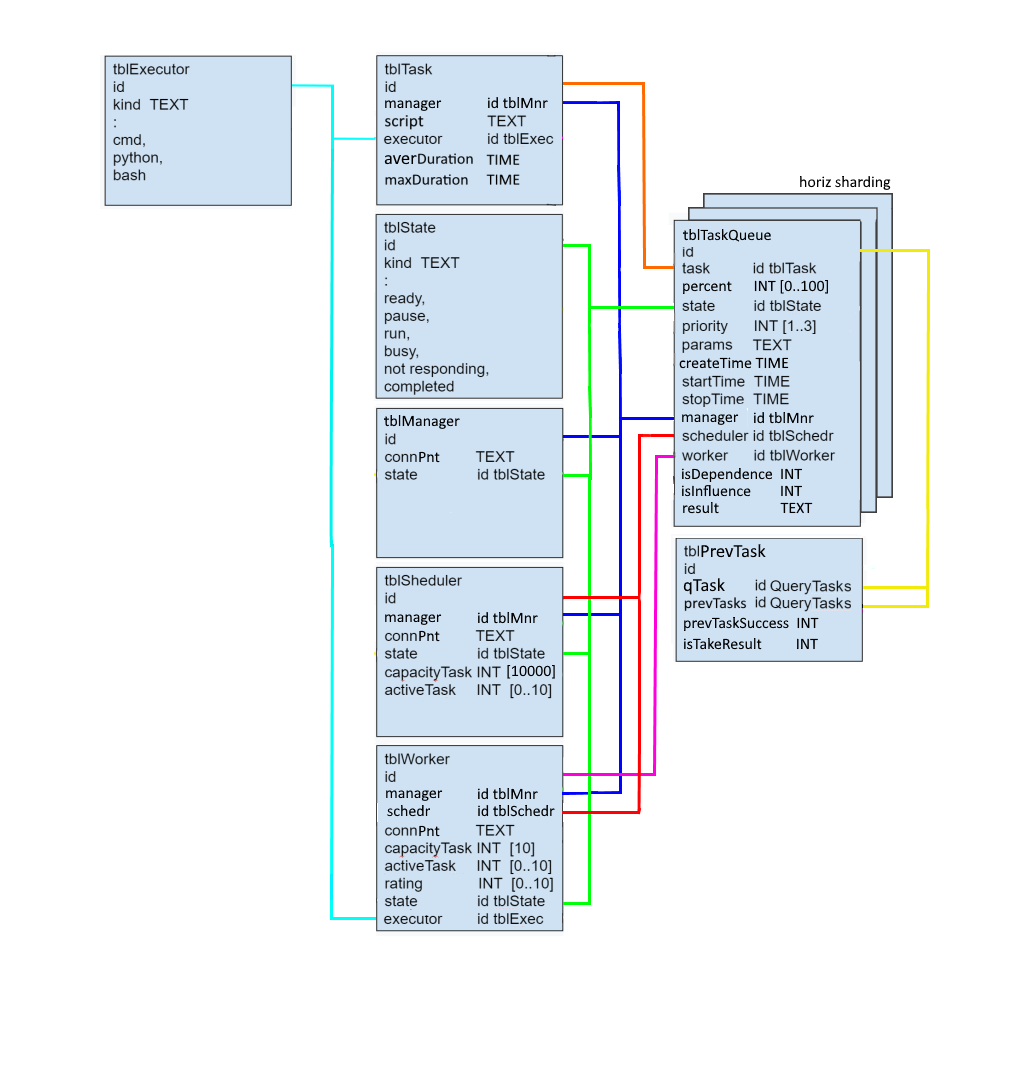 tblExecutor
id
kind TEXT
:
cmd,
python,
bash
tblTask
id
manager id tblMnr
script TEXT
executor id tblExec
averDuration TIME
maxDuration TIME
tblState
id
kind TEXT
:
ready,
pause,
run,
busy,
not responding,
completed
tblManager
id
connPnt TEXT
state id tblState
tblSheduler
id
manager id tblMnr
connPnt TEXT
state id tblState
capacityTask INT [10000]
activeTask INT [0..10]
tblWorker
id
manager id tblMnr
schedr id tblSchedr
connPnt TEXT
capacityTask INT [10]
activeTask INT [0..10]
rating INT [0..10]
state id tblState
executor id tblExec
horiz sharding
tblTaskQueue
id
task id tblTask
percent INT [0..100]
state id tblState
priority INT [1..3]
params TEXT
createTime TIME
startTime TIME
stopTime TIME
manager id tblMnr
scheduler id tblSchedr
worker id tblWorker
isDependence INT
isInfluence INT
result TEXT
tblPrevTask
id
qTask id QueryTasks
prevTasks id QueryTasks
prevTaskSuccess INT
isTakeResult INT